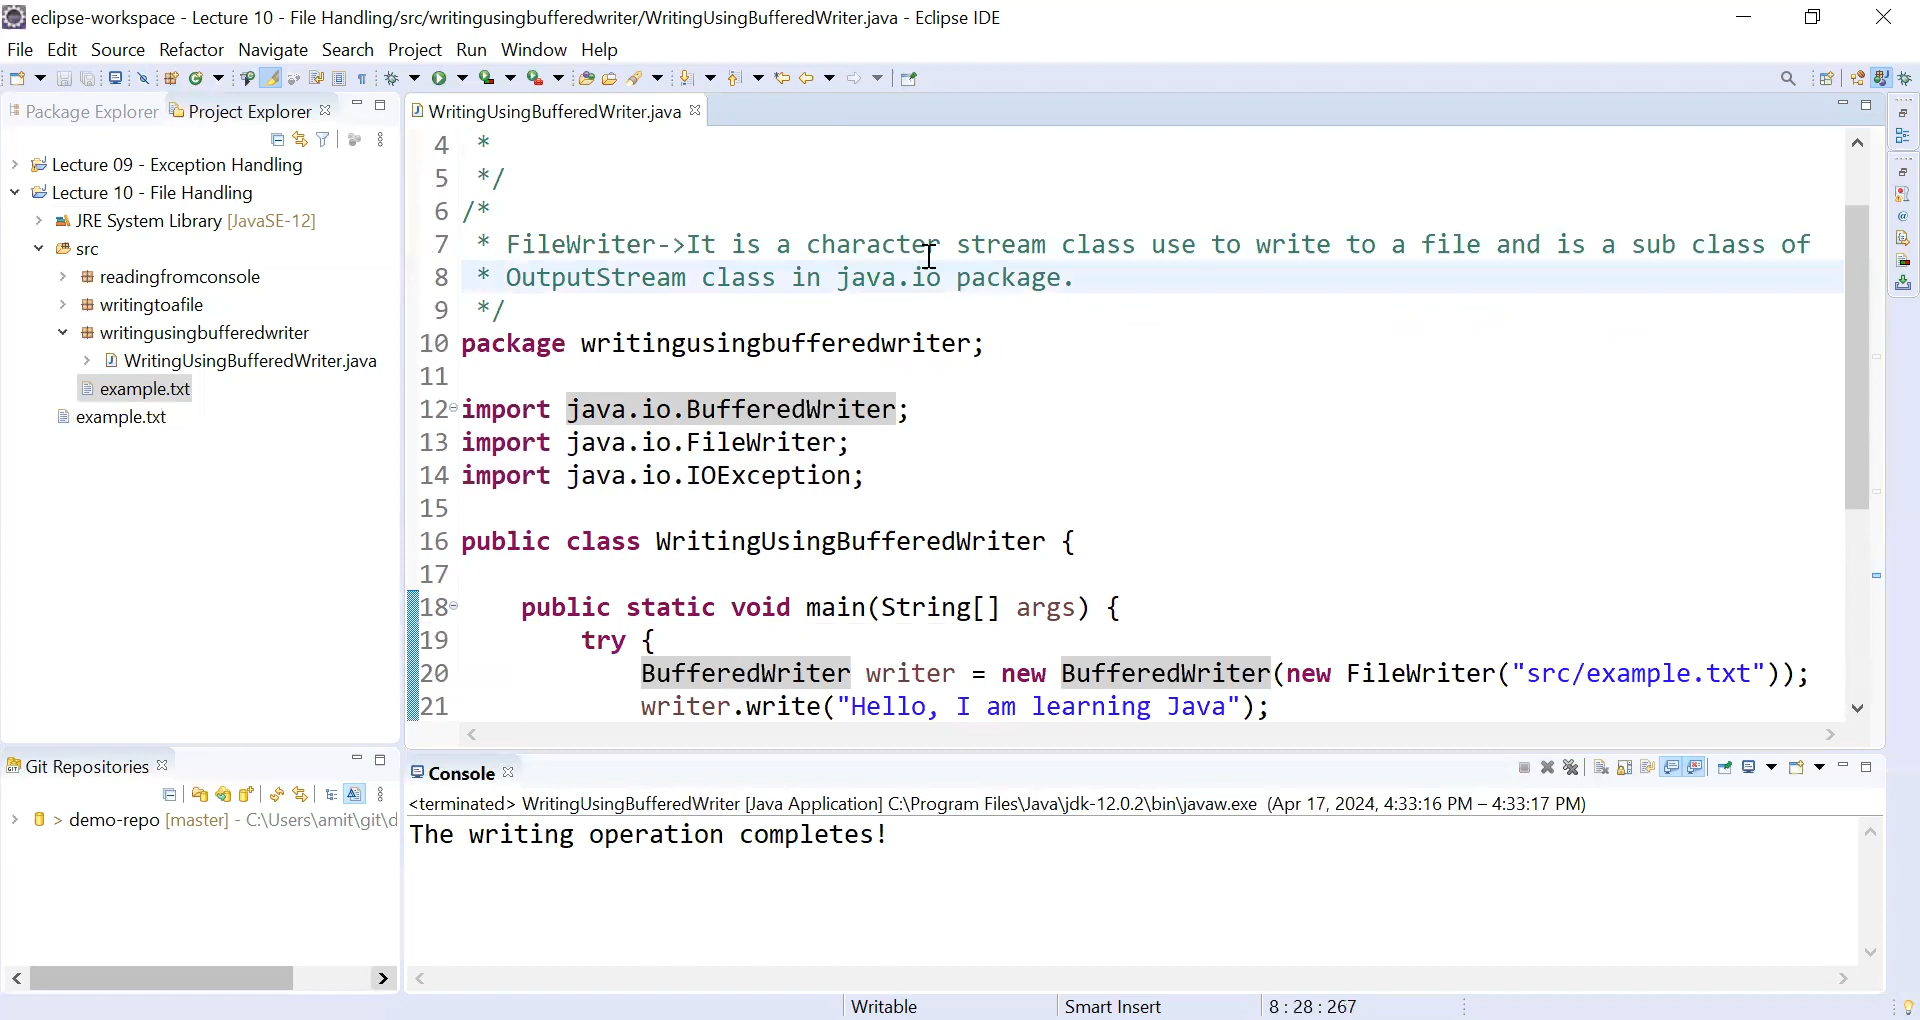 eclipse-workspace - Lecture 10 - File Handling/src/writingusingbufferedwriter/WritingUsingBufferedWriter.java - Eclipse IDE
File Edit Source Refactor Navigate Search Project Run Window Help
Package Explorer Project Explorer
Lecture 09 - Exception Handling
Lecture 10 - File Handling
JRE System Library [JavaSE-12]
src
readingfromconsole
writingtoafile
writingusingbufferedwriter
WritingUsingBufferedWriter.java
example.txt
example.txt
WritingUsingBufferedWriter.java
4 *
5 */
6 /*
7 * FileWriter->It is a character stream class use to write to a file and is a sub class of
8 * OutputStream class in java.io package.
9 */
10 package writingusingbufferedwriter;
11
12 import java.io.BufferedWriter;
13 import java.io.FileWriter;
14 import java.io.IOException;
15
16 public class WritingUsingBufferedWriter {
17
18 public static void main(String[] args) {
19 try {
20 BufferedWriter writer = new BufferedWriter(new FileWriter("src/example.txt"));
21 writer.write("Hello, I am learning Java");
Git Repositories
> demo-repo [master] - C:\Users\amit\git\d
Console
<terminated> WritingUsingBufferedWriter [Java Application] C:\Program Files\Java\jdk-12.0.2\bin\javaw.exe (Apr 17, 2024, 4:33:16 PM – 4:33:17 PM)
The writing operation completes!
Writable Smart Insert 8 : 28 : 267